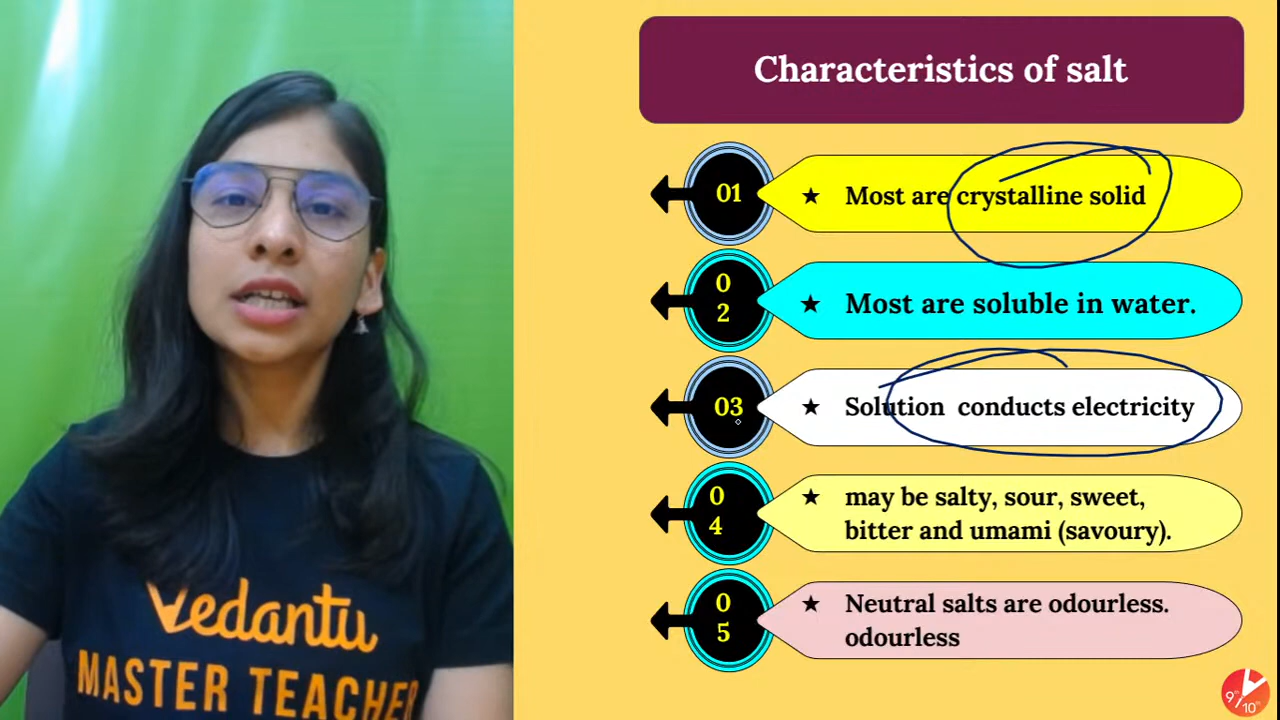 Characteristics of salt
01
★ Most are crystalline solid
0
2
★ Most are soluble in water.
03
★ Solution conducts electricity
0
4
★ may be salty, sour, sweet,
bitter and umami (savoury).
0
5
★ Neutral salts are odourless.
odourless
Vedantu
MASTER TEACHER
9th/10th